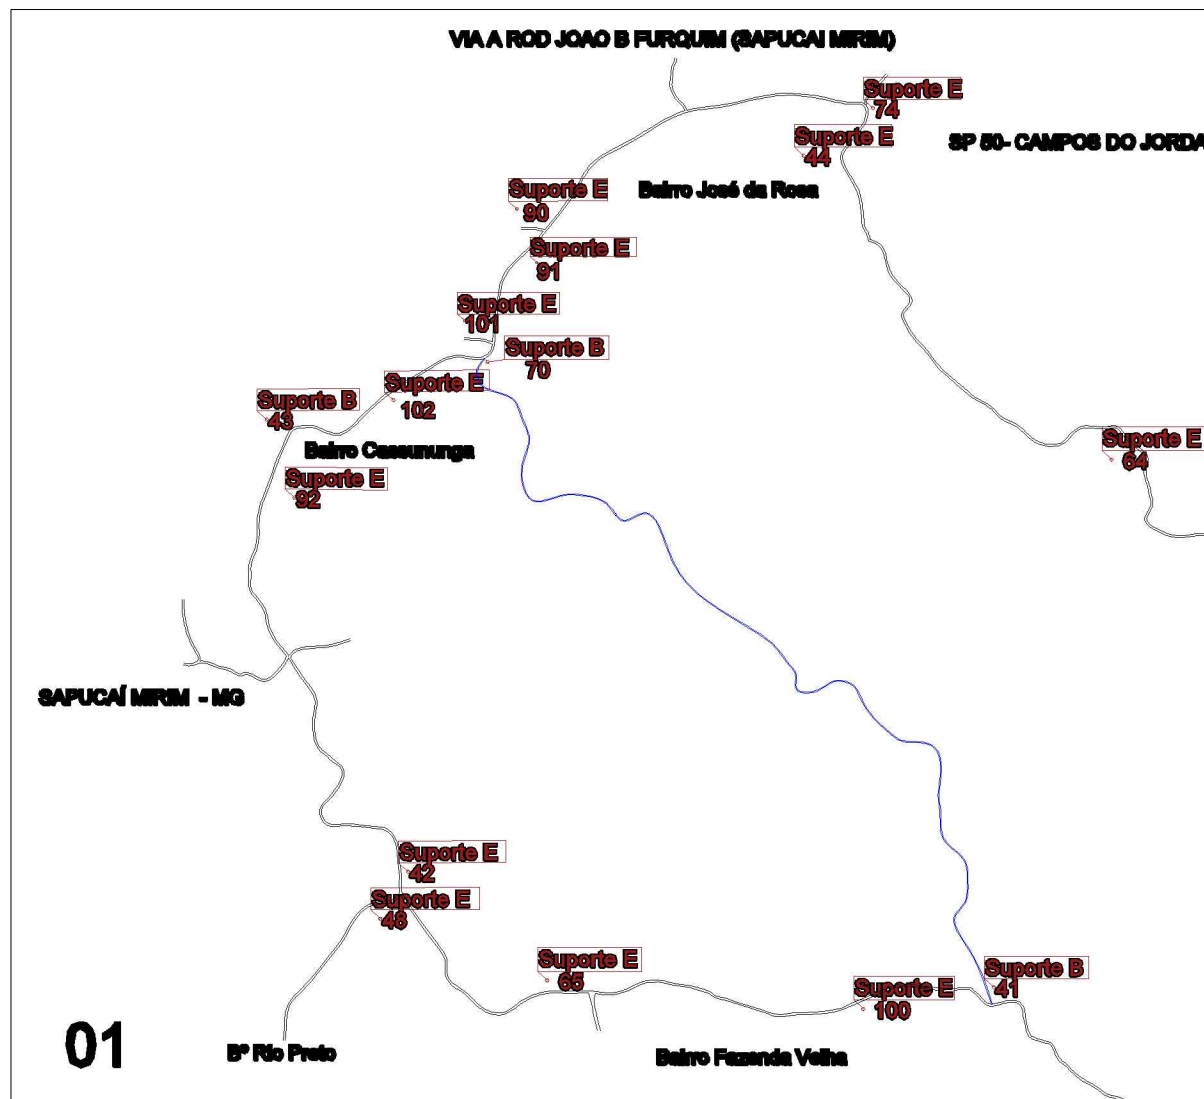 VIA A ROD JOAO B FURQUIM (SAPUCAI MIRIM)
Suporte E
74
Suporte E
44
SP 50- CAMPOS DO JORDA
Suporte E
90
Bairro José da Rosa
Suporte E
91
Suporte E
101
Suporte B
70
Suporte E
102
Suporte B
43
Bairro Cassununga
Suporte E
64
Suporte E
92
SAPUCAÍ MIRIM - MG
Suporte E
42
Suporte E
48
Suporte E
65
Suporte B
41
Suporte E
100
01
Bº Rio Preto
Bairro Fazenda Velha